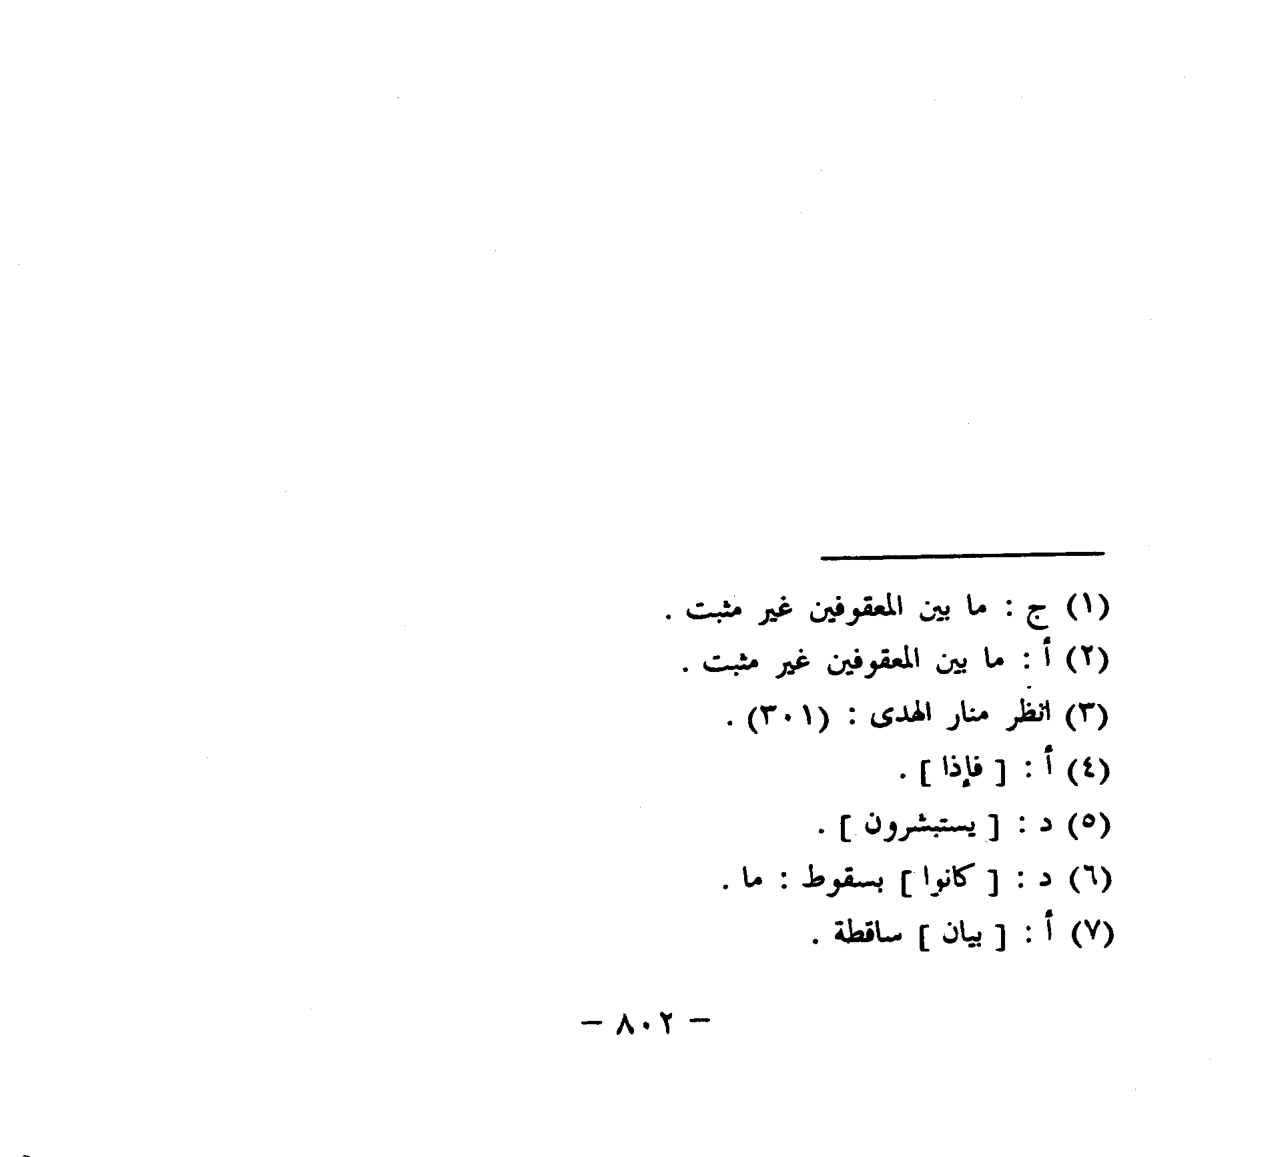 (١) ج : ما بين المعقوفين غير مثبت .
(٢) أ : ما بين المعقوفين غير مثبت .
(٣) انظر منار الهدى : (٣٠١) .
(٤) أ : [ فإذا ] .
(٥) د : [ يستبشرون ] .
(٦) د : [ كانوا ] بسقوط : ما .
(٧) أ : [ بيان ] ساقطة .
– ٨٠٢ –